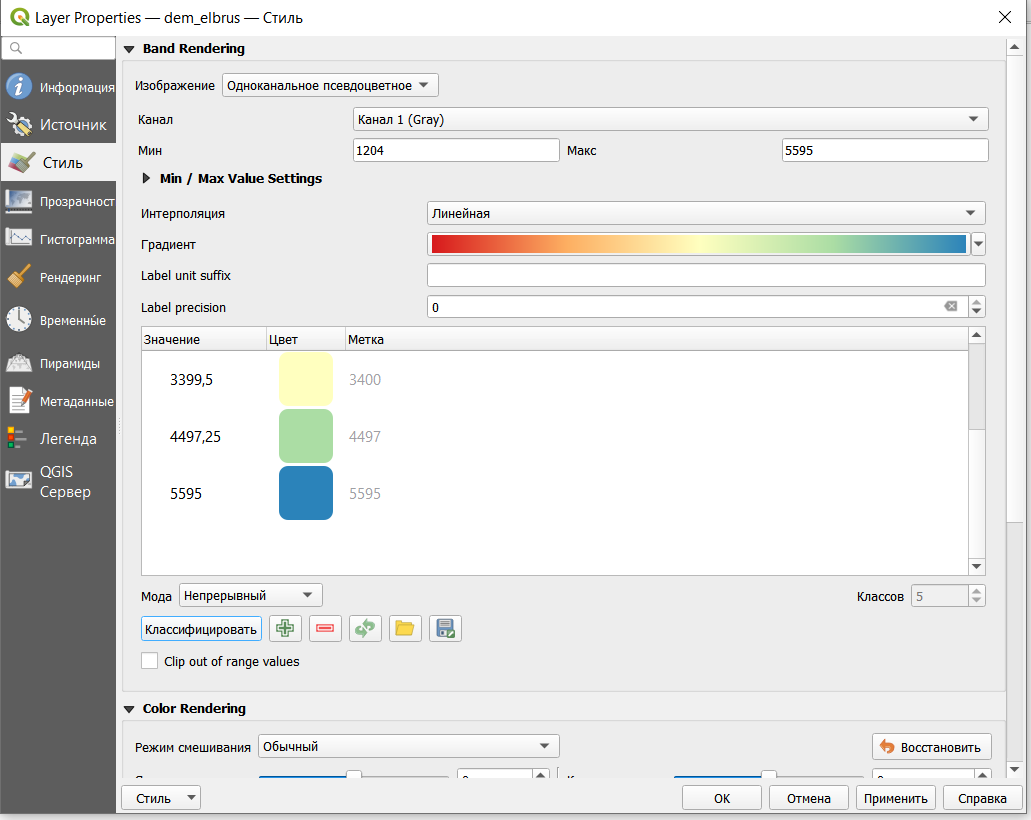 Layer Properties — dem_elbrus — Стиль
Информация
Источник
Стиль
Прозрачност
Гистограмма
Рендеринг
Временны́е
Пирамиды
Метаданные
Легенда
QGIS
Сервер
Band Rendering
Изображение Одноканальное псевдоцветное
Канал Канал 1 (Gray)
Мин 1204 Макс 5595
Min / Max Value Settings
Интерполяция Линейная
Градиент
Label unit suffix
Label precision 0
Значение Цвет Метка
3399,5 3400
4497,25 4497
5595 5595
Мода Непрерывный Классов 5
Классифицировать
Clip out of range values
Color Rendering
Режим смешивания Обычный Восстановить
Стиль OK Отмена Применить Справка